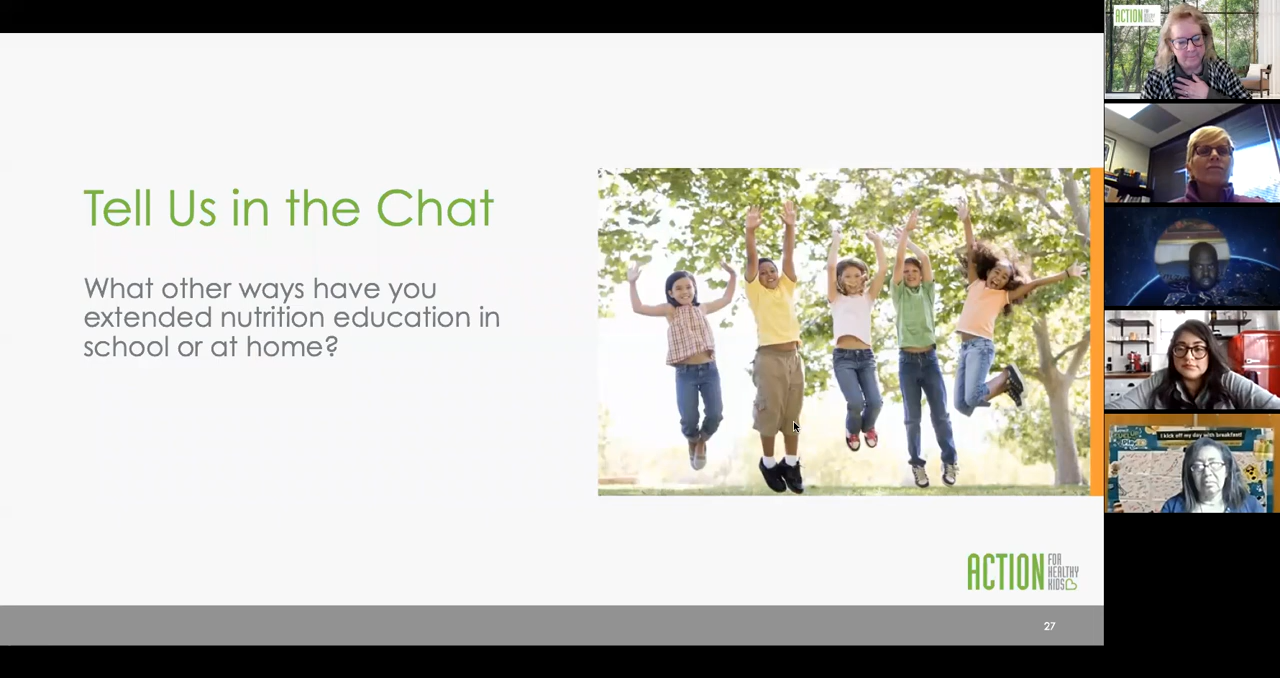 Tell Us in the Chat
What other ways have you
extended nutrition education in
school or at home?
ACTION
FOR
HEALTHY
KIDS
27
ACTION
I kick off my day with breakfast!